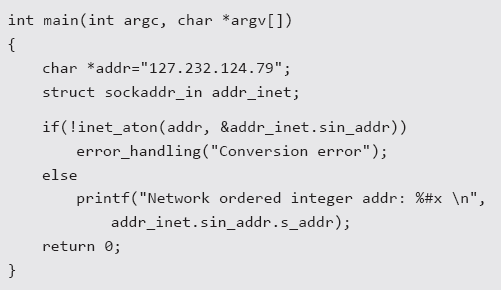 int main(int argc, char *argv[])
{
    char *addr="127.232.124.79";
    struct sockaddr_in addr_inet;
    if(!inet_aton(addr, &addr_inet.sin_addr))
        error_handling("Conversion error");
    else
        printf("Network ordered integer addr: %#x \n",
            addr_inet.sin_addr.s_addr);
    return 0;
}